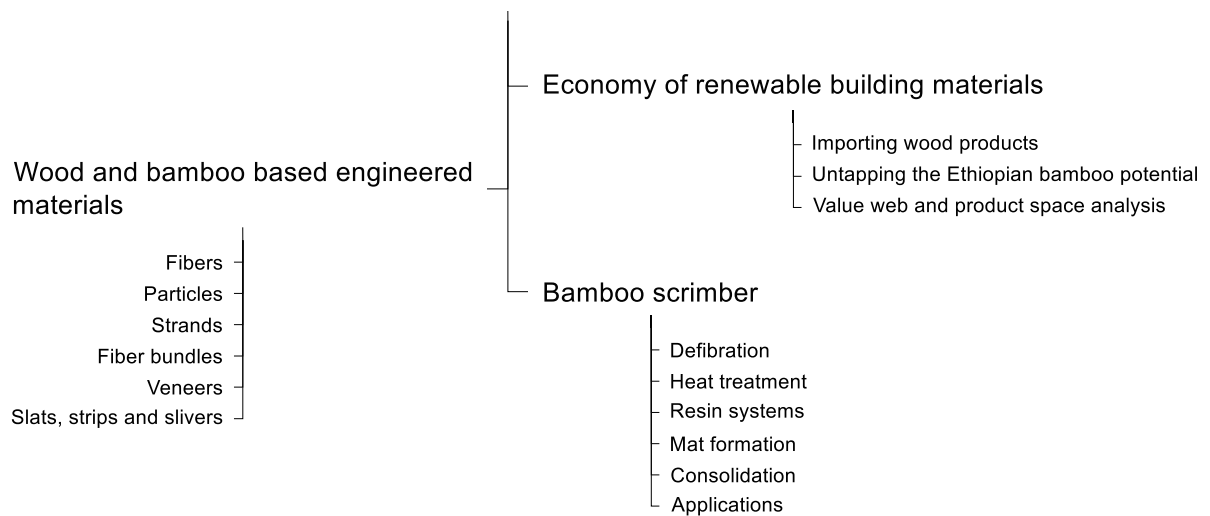 Economy of renewable building materials
Importing wood products
Untapping the Ethiopian bamboo potential
Value web and product space analysis
Wood and bamboo based engineered
materials
Fibers
Particles
Strands
Fiber bundles
Veneers
Slats, strips and slivers
Bamboo scrimber
Defibration
Heat treatment
Resin systems
Mat formation
Consolidation
Applications